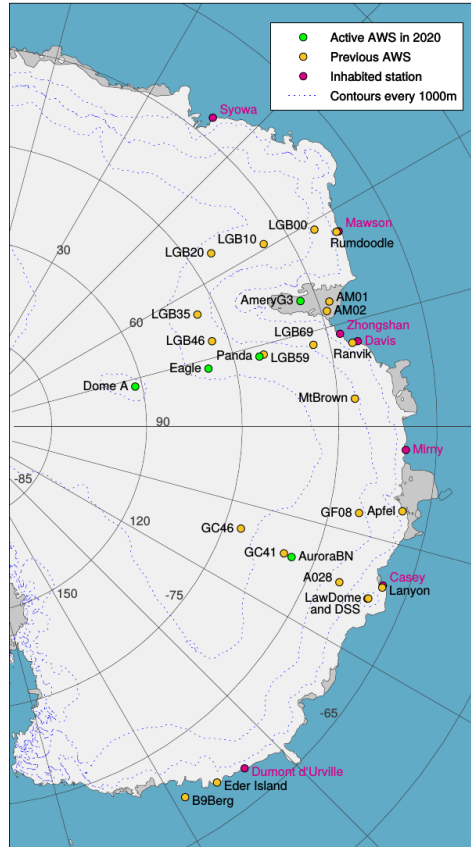 Active AWS in 2020
Previous AWS
Inhabited station
Contours every 1000m
Syowa
LGB00
Mawson
Rumdoodle
LGB10
LGB20
30
AmeryG3
AM01
AM02
LGB35
60
Zhongshan
LGB69
Davis
LGB46
Panda
LGB59
Ranvik
Eagle
Dome A
MtBrown
90
Mirny
-85
GF08
Apfel
120
GC46
GC41
AuroraBN
A028
Casey
Lanyon
150
-75
LawDome
and DSS
-65
Dumont d'Urville
Eder Island
B9Berg